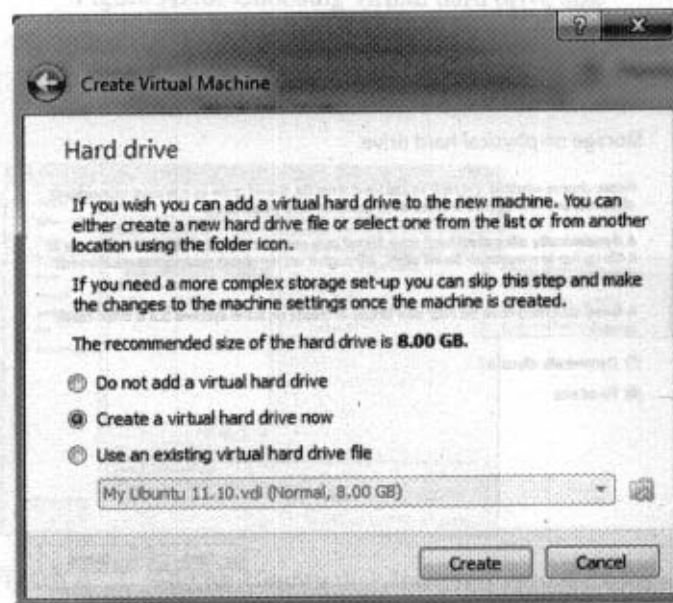 Create Virtual Machine
Hard drive
If you wish you can add a virtual hard drive to the new machine. You can
either create a new hard drive file or select one from the list or from another
location using the folder icon.
If you need a more complex storage set-up you can skip this step and make
the changes to the machine settings once the machine is created.
The recommended size of the hard drive is 8.00 GB.
Do not add a virtual hard drive
Create a virtual hard drive now
Use an existing virtual hard drive file
My Ubuntu 11.10.vdi (Normal, 8.00 GB)
Create
Cancel